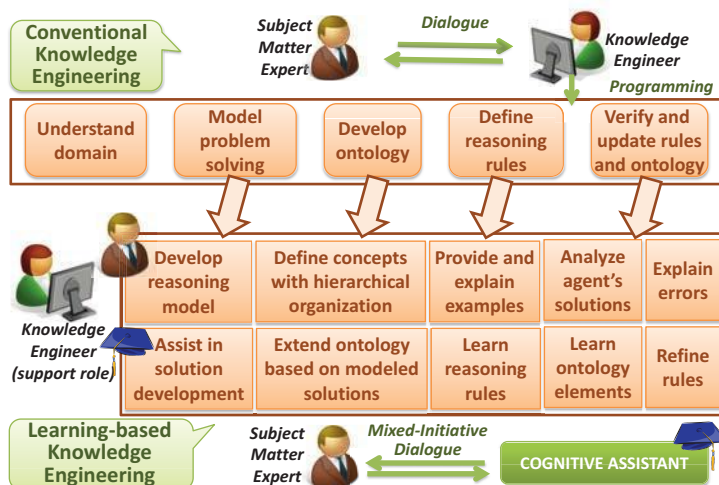 Conventional
Knowledge
Engineering
Subject
Matter
Expert
Dialogue
Knowledge
Engineer
Programming
Understand
domain
Model
problem
solving
Develop
ontology
Define
reasoning
rules
Verify and
update rules
and ontology
Develop
reasoning
model
Define concepts
with hierarchical
organization
Provide and
explain
examples
Analyze
agent's
solutions
Explain
errors
Knowledge
Engineer
(support role)
Assist in
solution
development
Extend ontology
based on modeled
solutions
Learn
reasoning
rules
Learn
ontology
elements
Refine
rules
Learning-based
Knowledge
Engineering
Subject
Matter
Expert
Mixed-Initiative
Dialogue
COGNITIVE ASSISTANT